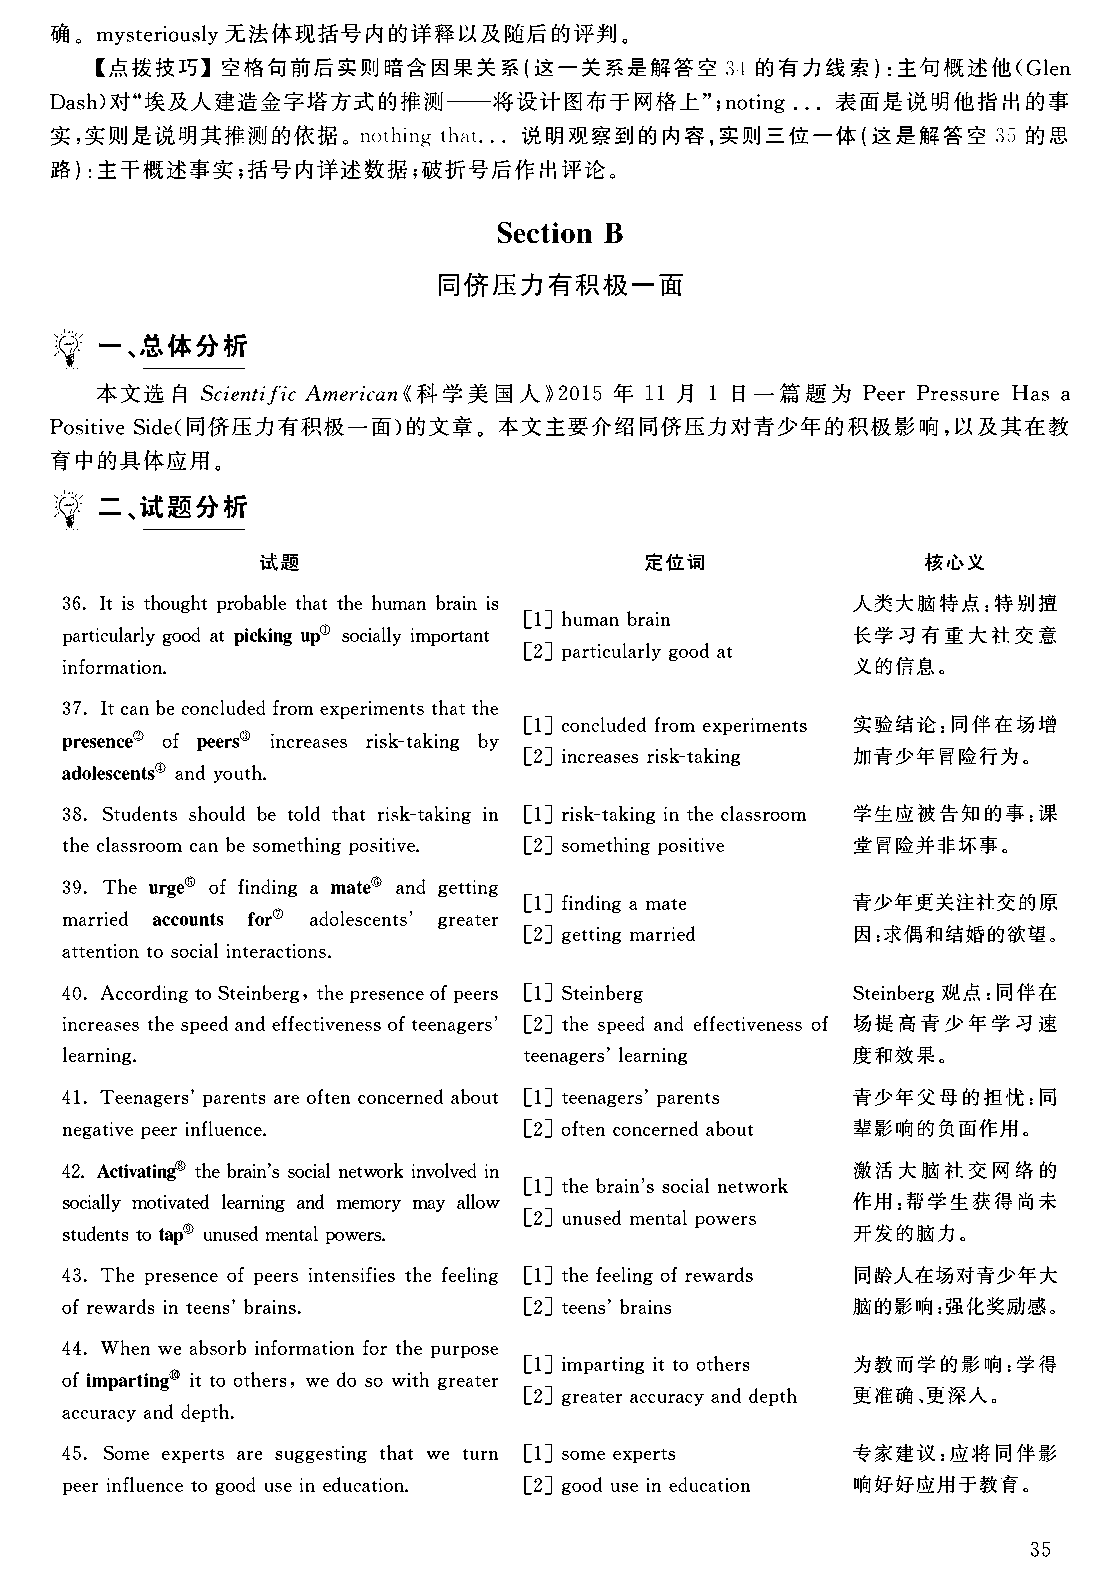 确。mysteriously 无法体现括号内的详释以及随后的评判。
【点拨技巧】空格句前后实则暗含因果关系(这一关系是解答空 34 的有力线索):主句概述他(Glen
Dash)对“埃及人建造金字塔方式的推测——将设计图布于网格上”;noting ... 表面是说明他指出的事
实,实则是说明其推测的依据。nothing that... 说明观察到的内容,实则三位一体(这是解答空 35 的思
路):主干概述事实;括号内详述数据;破折号后作出评论。
Section B
同侪压力有积极一面
一、总体分析
本文选自 Scientific American《科学美国人》2015 年 11 月 1 日一篇题为 Peer Pressure Has a
Positive Side(同侪压力有积极一面)的文章。本文主要介绍同侪压力对青少年的积极影响,以及其在教
育中的具体应用。
二、试题分析
试题 定位词 核心义
36. It is thought probable that the human brain is
particularly good at picking up① socially important
information.
[1] human brain
[2] particularly good at
人类大脑特点:特别擅
长学习有重大社交意
义的信息。
37. It can be concluded from experiments that the
presence② of peers③ increases risk-taking by
adolescents④ and youth.
[1] concluded from experiments
[2] increases risk-taking
实验结论:同伴在场增
加青少年冒险行为。
38. Students should be told that risk-taking in
the classroom can be something positive.
[1] risk-taking in the classroom
[2] something positive
学生应被告知的事:课
堂冒险并非坏事。
39. The urge⑤ of finding a mate⑥ and getting
married accounts for⑦ adolescents’ greater
attention to social interactions.
[1] finding a mate
[2] getting married
青少年更关注社交的原
因:求偶和结婚的欲望。
40. According to Steinberg, the presence of peers
increases the speed and effectiveness of teenagers’
learning.
[1] Steinberg
[2] the speed and effectiveness of
teenagers’ learning
Steinberg 观点:同伴在
场提高青少年学习速
度和效果。
41. Teenagers’ parents are often concerned about
negative peer influence.
[1] teenagers’ parents
[2] often concerned about
青少年父母的担忧:同
辈影响的负面作用。
42. Activating⑧ the brain’s social network involved in
socially motivated learning and memory may allow
students to tap⑨ unused mental powers.
[1] the brain’s social network
[2] unused mental powers
激活大脑社交网络的
作用:帮学生获得尚未
开发的脑力。
43. The presence of peers intensifies the feeling
of rewards in teens’ brains.
[1] the feeling of rewards
[2] teens’ brains
同龄人在场对青少年大
脑的影响:强化奖励感。
44. When we absorb information for the purpose
of imparting⑩ it to others, we do so with greater
accuracy and depth.
[1] imparting it to others
[2] greater accuracy and depth
为教而学的影响:学得
更准确、更深入。
45. Some experts are suggesting that we turn
peer influence to good use in education.
[1] some experts
[2] good use in education
专家建议:应将同伴影
响好好应用于教育。
35